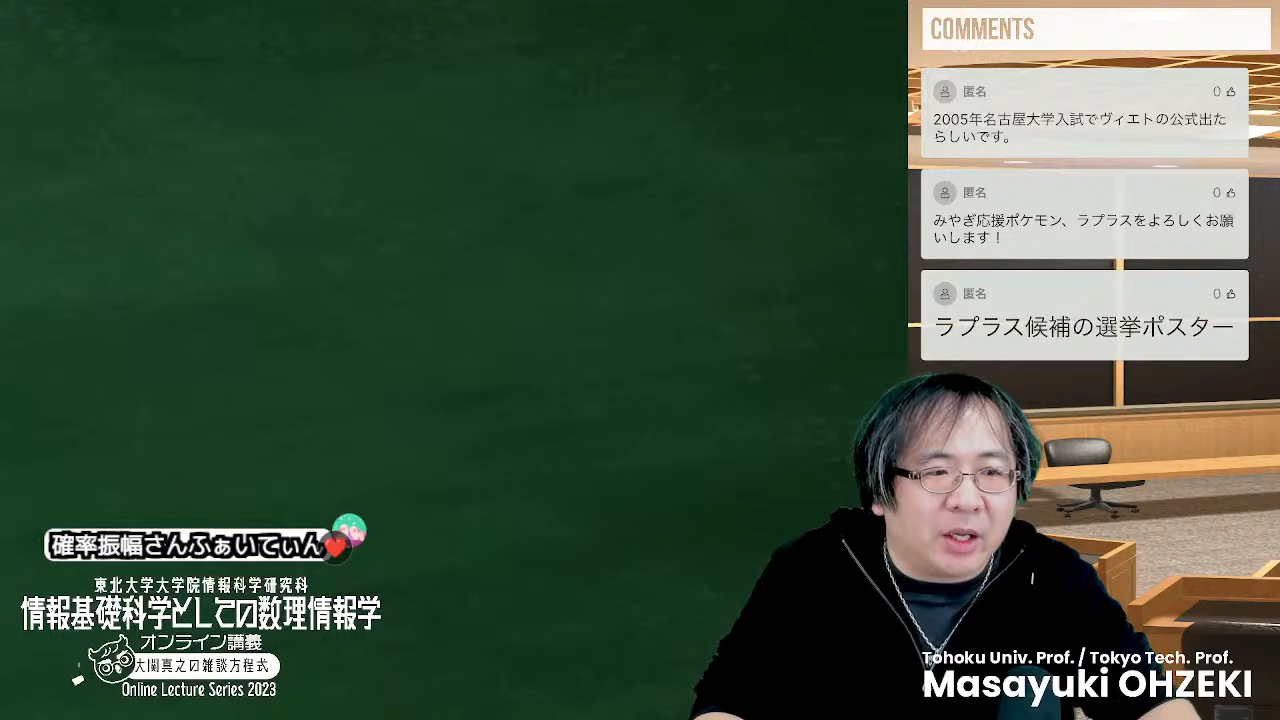 COMMENTS
匿名
0
2005年名古屋大学入試でヴィエトの公式出た
らしいです。
匿名
0
みやぎ応援ポケモン、ラプラスをよろしくお願
いします！
匿名
0
ラプラス候補の選挙ポスター
確率振幅さんふぁいてぃん❤️
東北大学大学院情報科学研究科
情報基礎科学としての数理情報学
オンライン講義
大関真之の雑談方程式
Online Lecture Series 2023
Tohoku Univ. Prof. / Tokyo Tech. Prof.
Masayuki OHZEKI